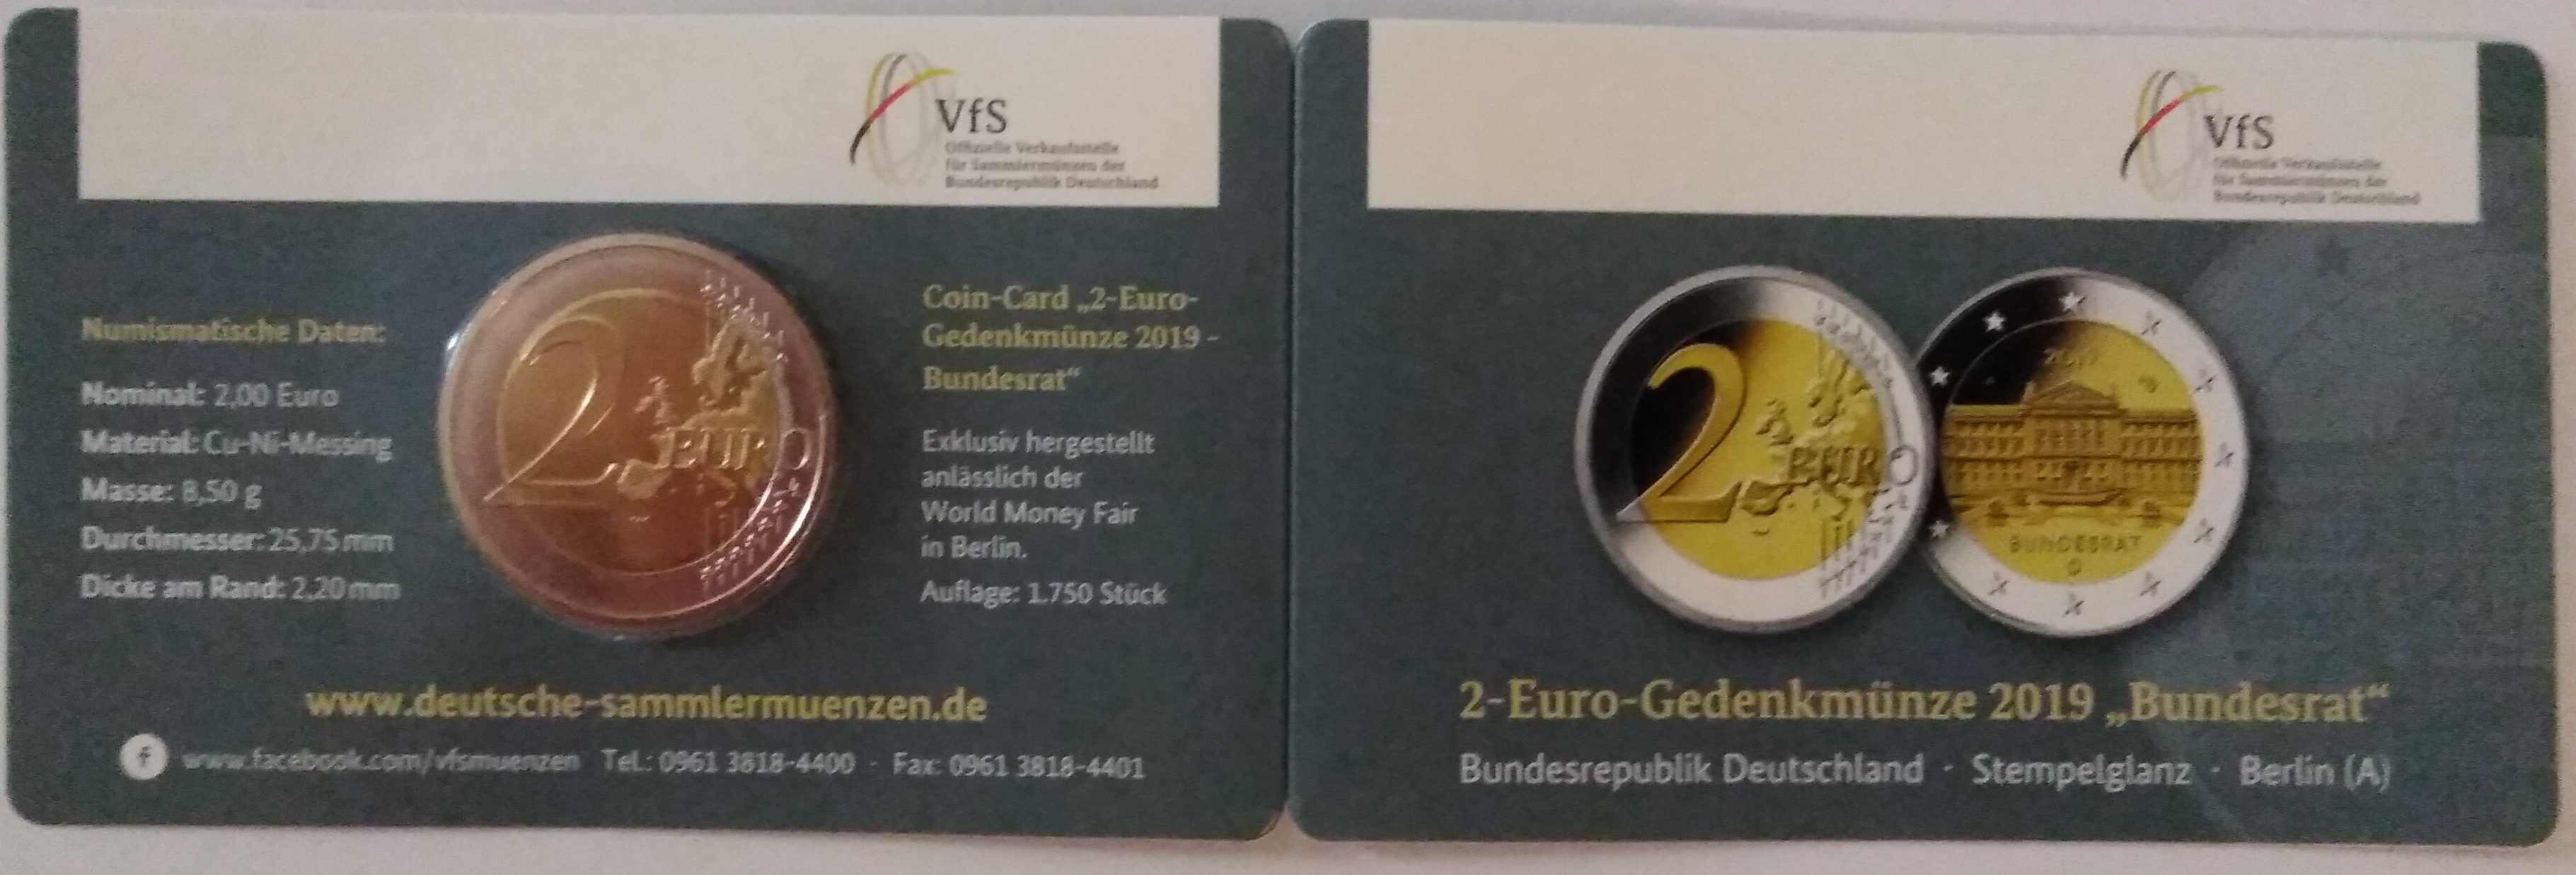 VfS
Offizielle Verkaufsstelle
für Sammlermünzen der
Bundesrepublik Deutschland
Numismatische Daten:
Nominal: 2,00 Euro
Material: Cu-Ni-Messing
Masse: 8,50 g
Durchmesser: 25,75 mm
Dicke am Rand: 2,20 mm
2 EURO
Coin-Card „2-Euro-
Gedenkmünze 2019 -
Bundesrat“
Exklusiv hergestellt
anlässlich der
World Money Fair
in Berlin.
Auflage: 1.750 Stück
www.deutsche-sammlermuenzen.de
f www.facebook.com/vfsmuenzen Tel.: 0961 3818-4400 · Fax: 0961 3818-4401
VfS
Offizielle Verkaufsstelle
für Sammlermünzen der
Bundesrepublik Deutschland
2 EURO
2019
BUNDESRAT
D
2-Euro-Gedenkmünze 2019 „Bundesrat“
Bundesrepublik Deutschland · Stempelglanz · Berlin (A)